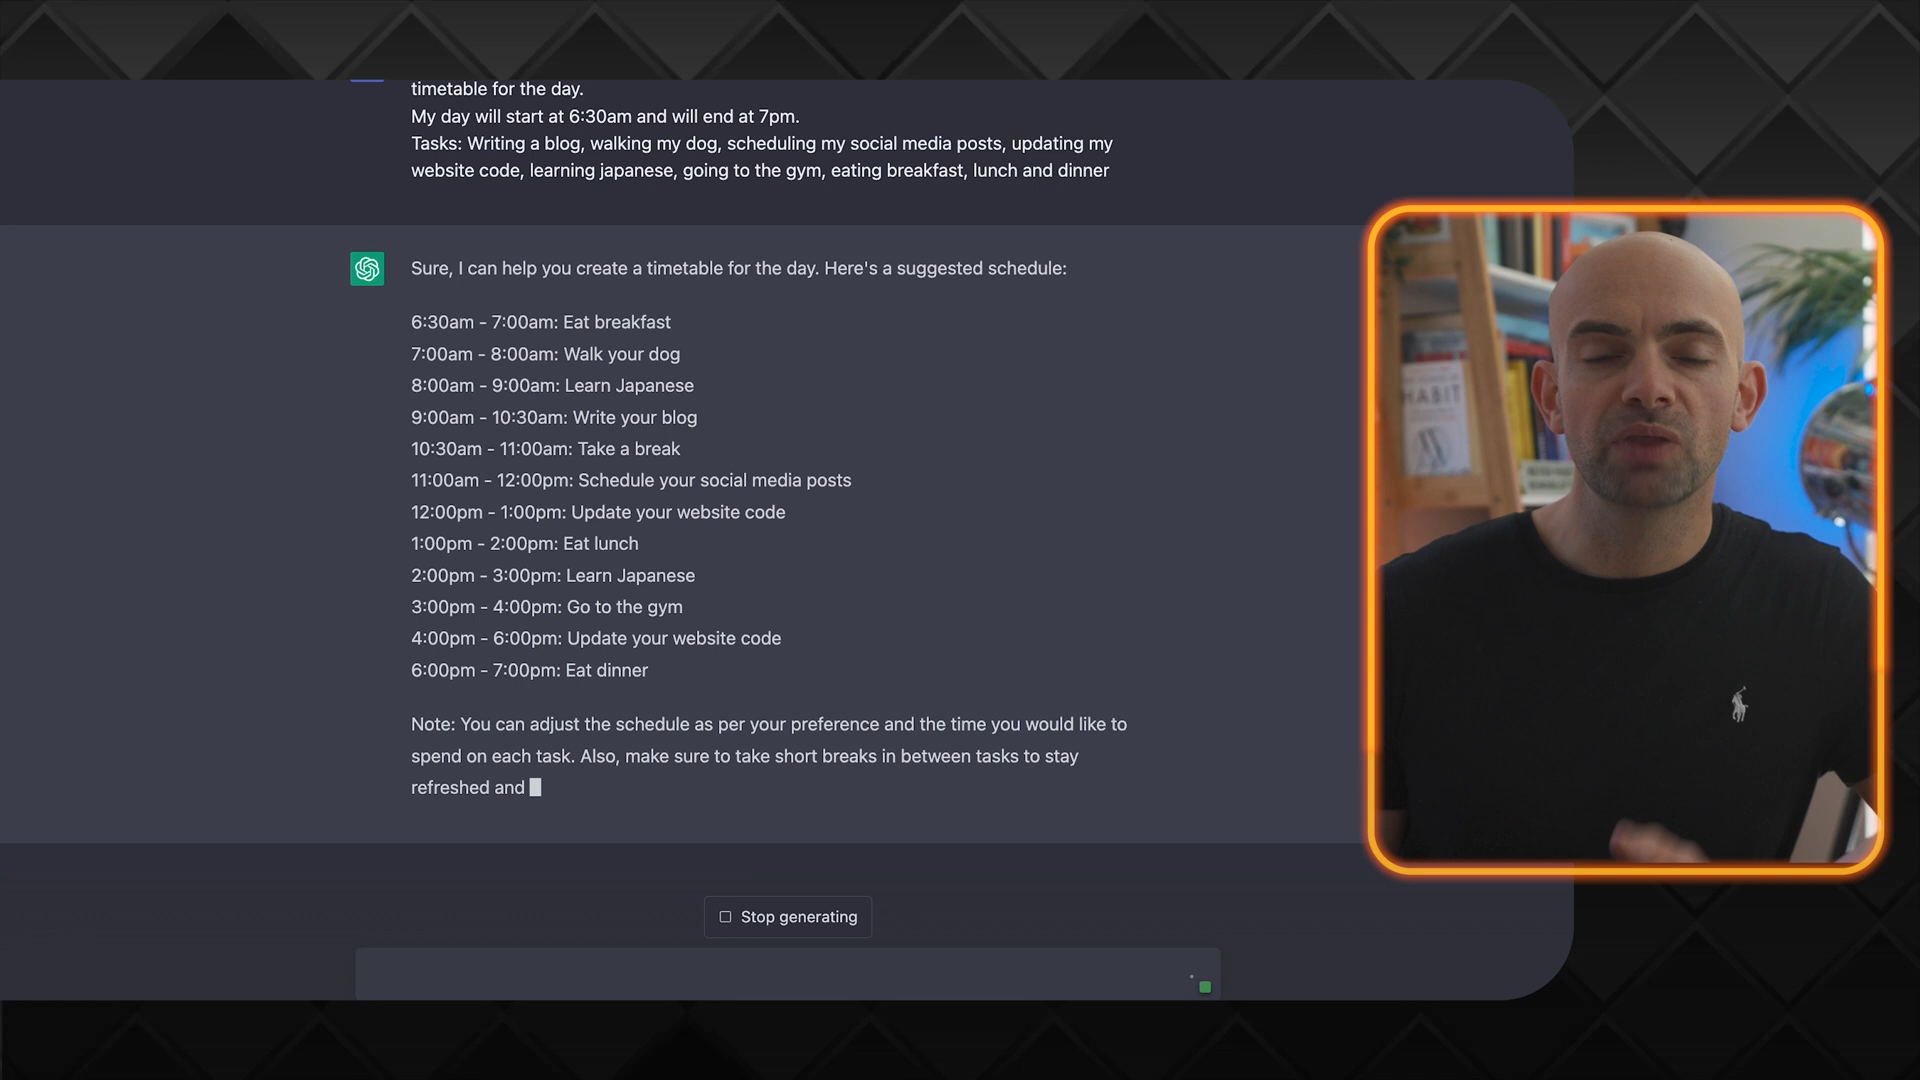 timetable for the day.
My day will start at 6:30am and will end at 7pm.
Tasks: Writing a blog, walking my dog, scheduling my social media posts, updating my
website code, learning japanese, going to the gym, eating breakfast, lunch and dinner
Sure, I can help you create a timetable for the day. Here's a suggested schedule:
6:30am - 7:00am: Eat breakfast
7:00am - 8:00am: Walk your dog
8:00am - 9:00am: Learn Japanese
9:00am - 10:30am: Write your blog
10:30am - 11:00am: Take a break
11:00am - 12:00pm: Schedule your social media posts
12:00pm - 1:00pm: Update your website code
1:00pm - 2:00pm: Eat lunch
2:00pm - 3:00pm: Learn Japanese
3:00pm - 4:00pm: Go to the gym
4:00pm - 6:00pm: Update your website code
6:00pm - 7:00pm: Eat dinner
Note: You can adjust the schedule as per your preference and the time you would like to
spend on each task. Also, make sure to take short breaks in between tasks to stay
refreshed and
Stop generating
HABIT